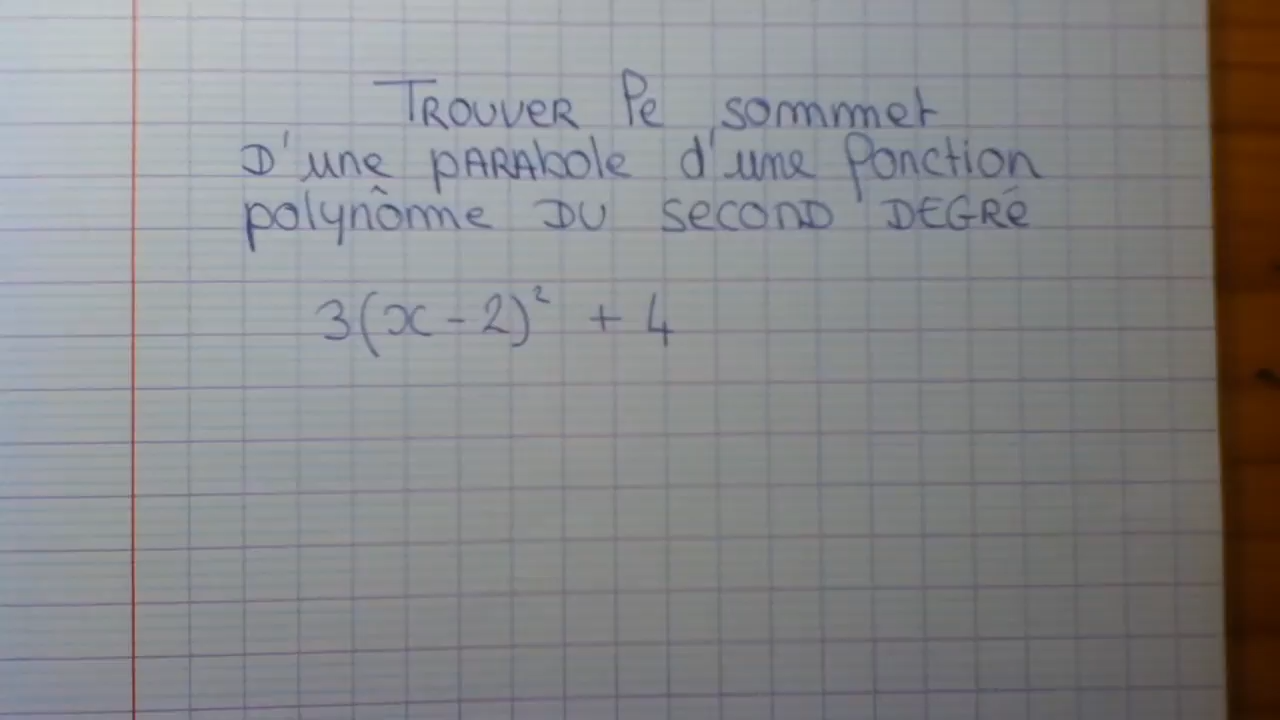 TROUVER le sommet
D'une PARAbole d'une fonction
polynôme DU SECOND DEGRÉ
3(x - 2)² + 4